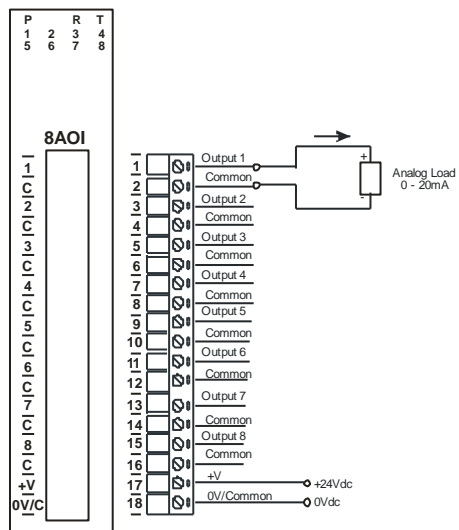 P R T
1 2 3 4
5 6 7 8
8AOI
1
C
2
C
3
C
4
C
5
C
6
C
7
C
8
C
+V
0V/C
1 Output 1
2 Common
3 Output 2
4 Common
5 Output 3
6 Common
7 Output 4
8 Common
9 Output 5
10 Common
11 Output 6
12 Common
13 Output 7
14 Common
15 Output 8
16 Common
17 +V +24Vdc
18 0V/Common 0Vdc
+
-
Analog Load
0 - 20mA